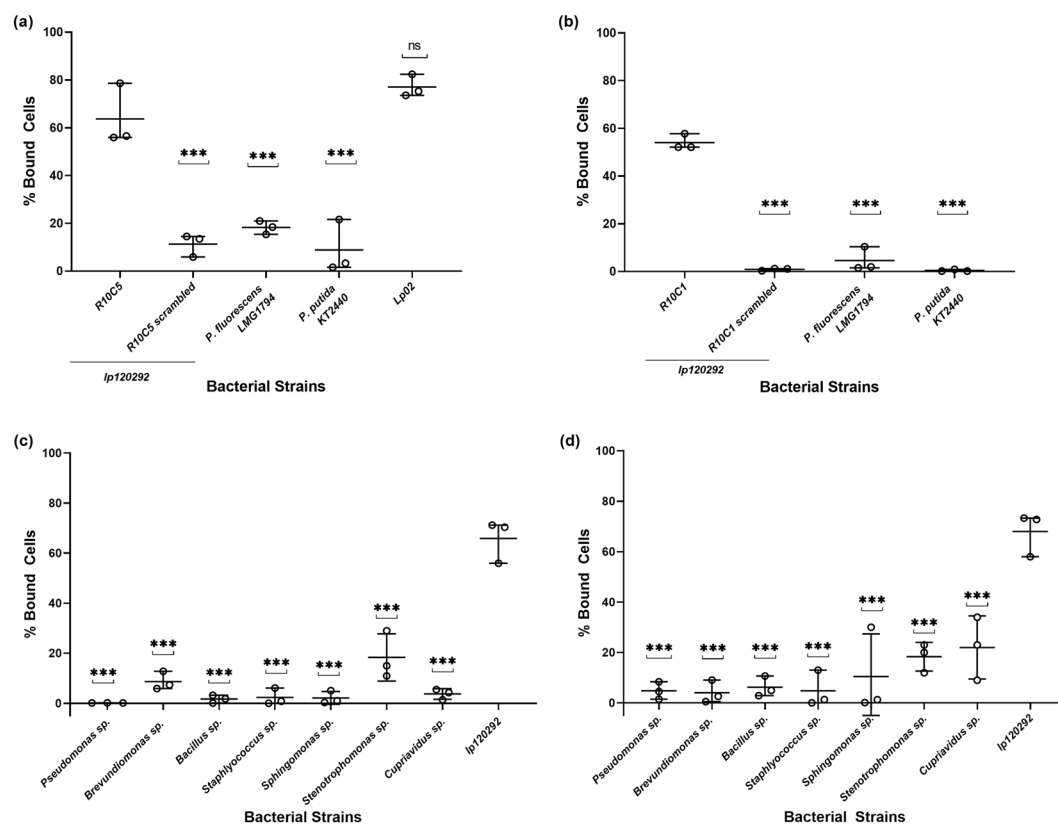 (a)
% Bound Cells
100
80
60
40
20
0
***
***
***
ns
R10C5
R10C5 scrambled
P. fluorescens
LMG1794
P. putida
KT2440
Lp02
lp120292
Bacterial Strains
(b)
% Bound Cells
100
80
60
40
20
0
***
***
***
R10C1
R10C1 scrambled
P. fluorescens
LMG1794
P. putida
KT2440
lp120292
Bacterial Strains
(c)
% Bound Cells
100
80
60
40
20
0
***
***
***
***
***
***
***
Pseudomonas sp.
Brevundiomonas sp.
Bacillus sp.
Staphlyococcus sp.
Sphingomonas sp.
Stenotrophomonas sp.
Cupriavidus sp.
lp120292
Bacterial Strains
(d)
% Bound Cells
100
80
60
40
20
0
***
***
***
***
***
***
***
Pseudomonas sp.
Brevundiomonas sp.
Bacillus sp.
Staphlyococcus sp.
Sphingomonas sp.
Stenotrophomonas sp.
Cupriavidus sp.
lp120292
Bacterial Strains